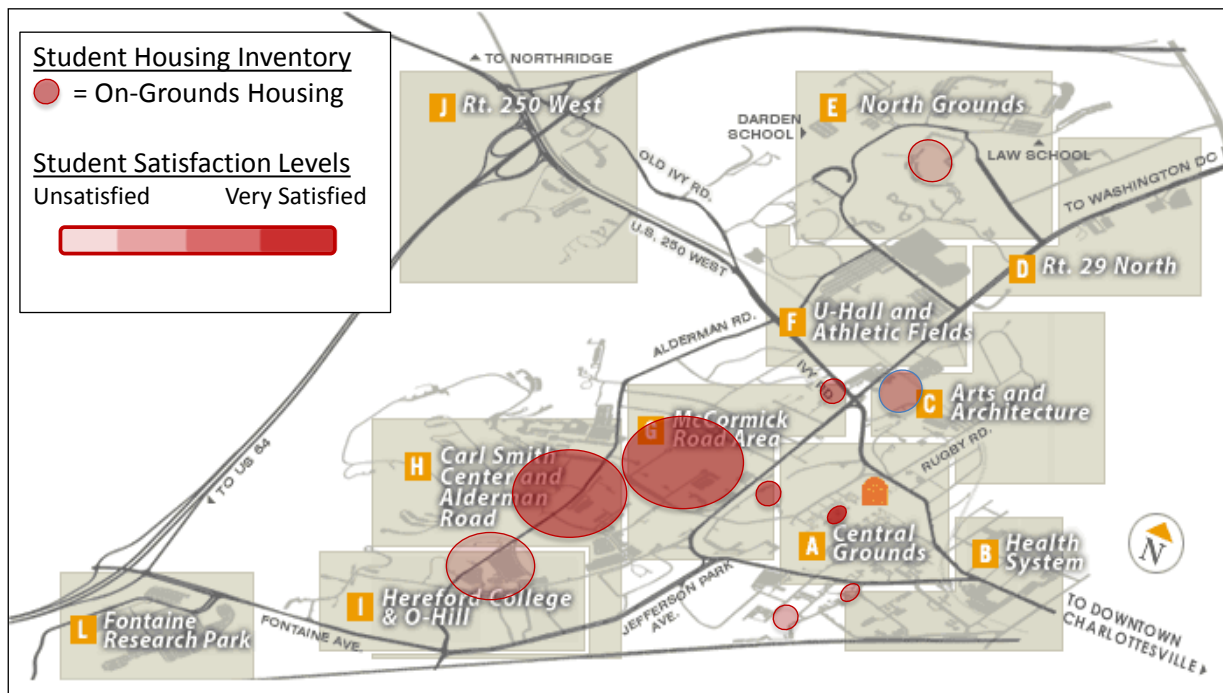 Student Housing Inventory
= On-Grounds Housing
Student Satisfaction Levels
Unsatisfied Very Satisfied
TO NORTHRIDGE
J Rt. 250 West
E North Grounds
DARDEN
SCHOOL
LAW SCHOOL
OLD IVY RD.
TO WASHINGTON DC
U.S. 250 WEST
D Rt. 29 North
F U-Hall and
Athletic Fields
ALDERMAN RD.
IVY RD.
C Arts and
Architecture
G McCormick
Road Area
RUGBY RD.
H Carl Smith
Center and
Alderman
Road
TO US 64
A Central
Grounds
B Health
System
N
I Hereford College
& O-Hill
JEFFERSON PARK
AVE.
L Fontaine
Research Park
FONTAINE AVE.
TO DOWNTOWN
CHARLOTTESVILLE